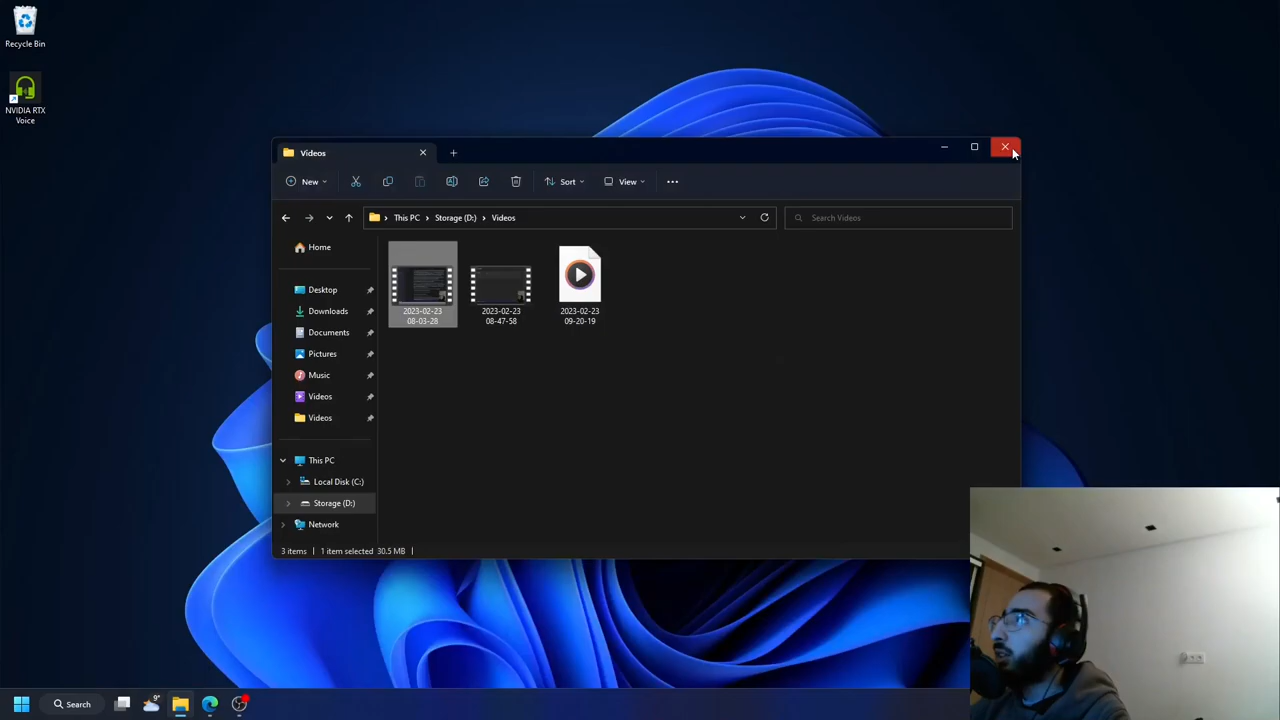 Recycle Bin
NVIDIA RTX
Voice
Videos
New
Sort
View
This PC
Storage (D:)
Videos
Search Videos
Home
Desktop
Downloads
Documents
Pictures
Music
Videos
Videos
This PC
Local Disk (C:)
Storage (D:)
Network
2023-02-23
08-03-28
2023-02-23
08-47-58
2023-02-23
09-20-19
3 items
1 item selected 30.5 MB
9°
Search